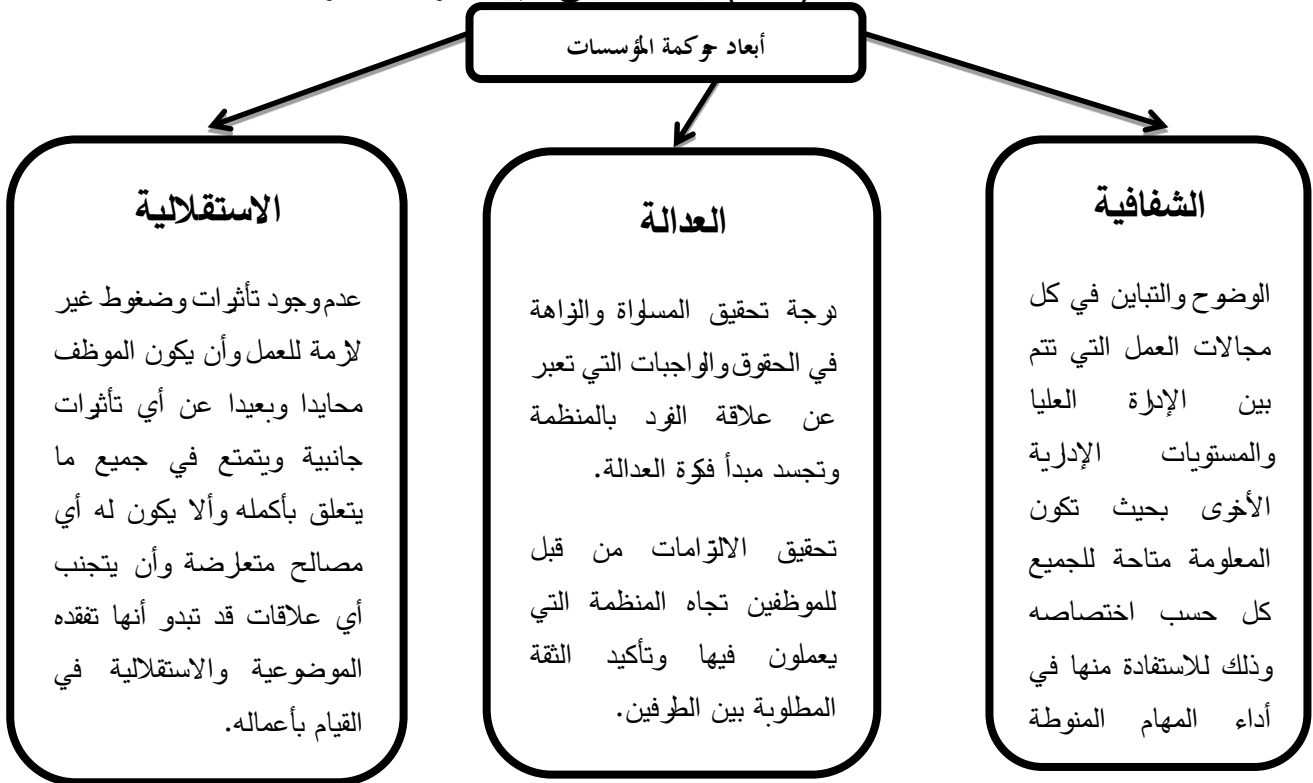 أبعاد حوكمة المؤسسات
الشفافية
الوضوح والتباين في كل
مجالات العمل التي تتم
بين الإدارة العليا
والمستويات الإدارية
الأخرى بحيث تكون
المعلومة متاحة للجميع
كل حسب اختصاصه
وذلك للاستفادة منها في
أداء المهام المنوطة
العدالة
درجة تحقيق المساواة والنزاهة
في الحقوق والواجبات التي تعبر
عن علاقة الفرد بالمنظمة
وتجسد مبدأ فكرة العدالة.
تحقيق الالتزامات من قبل
للموظفين تجاه المنظمة التي
يعملون فيها وتأكيد الثقة
المطلوبة بين الطرفين.
الاستقلالية
عدم وجود تأثيرات وضغوط غير
لازمة للعمل وأن يكون الموظف
محايدا وبعيدا عن أي تأثيرات
جانبية ويتمتع في جميع ما
يتعلق بأكمله وألا يكون له أي
مصالح متعارضة وأن يتجنب
أي علاقات قد تبدو أنها تفقده
الموضوعية والاستقلالية في
القيام بأعماله.